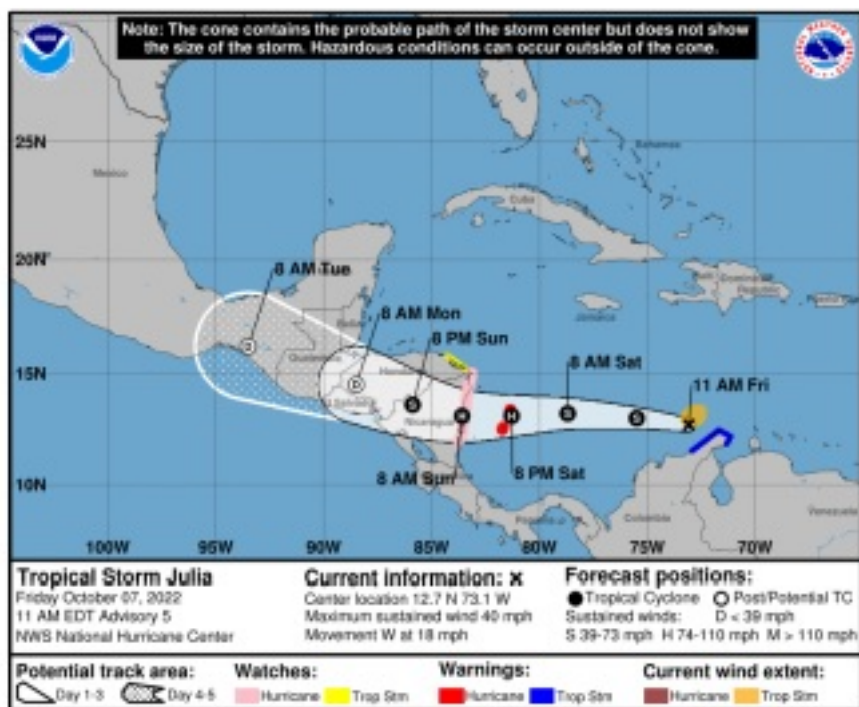 Note: The cone contains the probable path of the storm center but does not show
the size of the storm. Hazardous conditions can occur outside of the cone.
25N
Bahamas
Mexico
Cuba
20N
8 AM Tue
Jamaica
8 AM Mon
8 PM Sun
8 AM Sat
11 AM Fri
15N
D
S
H
H
S
S
Nicaragua
8 AM Sun
8 PM Sat
10N
Colombia
Venezuela
100W 95W 90W 85W 80W 75W 70W
Tropical Storm Julia
Friday October 07, 2022
11 AM EDT Advisory 5
NWS National Hurricane Center
Current information: x
Center location 12.7 N 73.1 W
Maximum sustained wind 40 mph
Movement W at 18 mph
Forecast positions:
Tropical Cyclone Post/Potential TC
Sustained winds: D < 39 mph
S 39-73 mph H 74-110 mph M > 110 mph
Potential track area:
Day 1-3 Day 4-5
Watches:
Hurricane Trop Stm
Warnings:
Hurricane Trop Stm
Current wind extent:
Hurricane Trop Stm